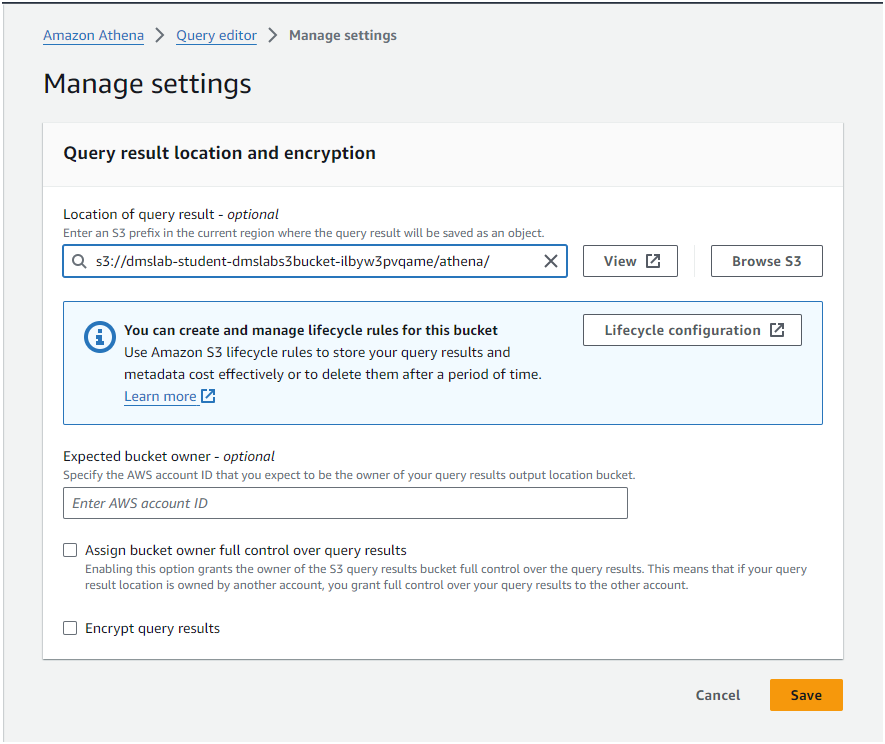 Amazon Athena > Query editor > Manage settings
Manage settings
Query result location and encryption
Location of query result - optional
Enter an S3 prefix in the current region where the query result will be saved as an object.
s3://dmslab-student-dmslabs3bucket-ilbyw3pvqame/athena/
View
Browse S3
You can create and manage lifecycle rules for this bucket
Use Amazon S3 lifecycle rules to store your query results and
metadata cost effectively or to delete them after a period of time.
Learn more
Lifecycle configuration
Expected bucket owner - optional
Specify the AWS account ID that you expect to be the owner of your query results output location bucket.
Enter AWS account ID
Assign bucket owner full control over query results
Enabling this option grants the owner of the S3 query results bucket full control over the query results. This means that if your query
result location is owned by another account, you grant full control over your query results to the other account.
Encrypt query results
Cancel
Save